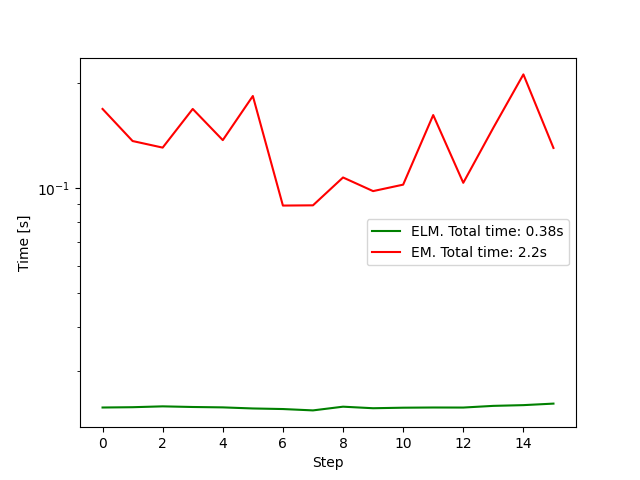 Time [s]
10⁻¹
ELM. Total time: 0.38s
EM. Total time: 2.2s
0 2 4 6 8 10 12 14
Step